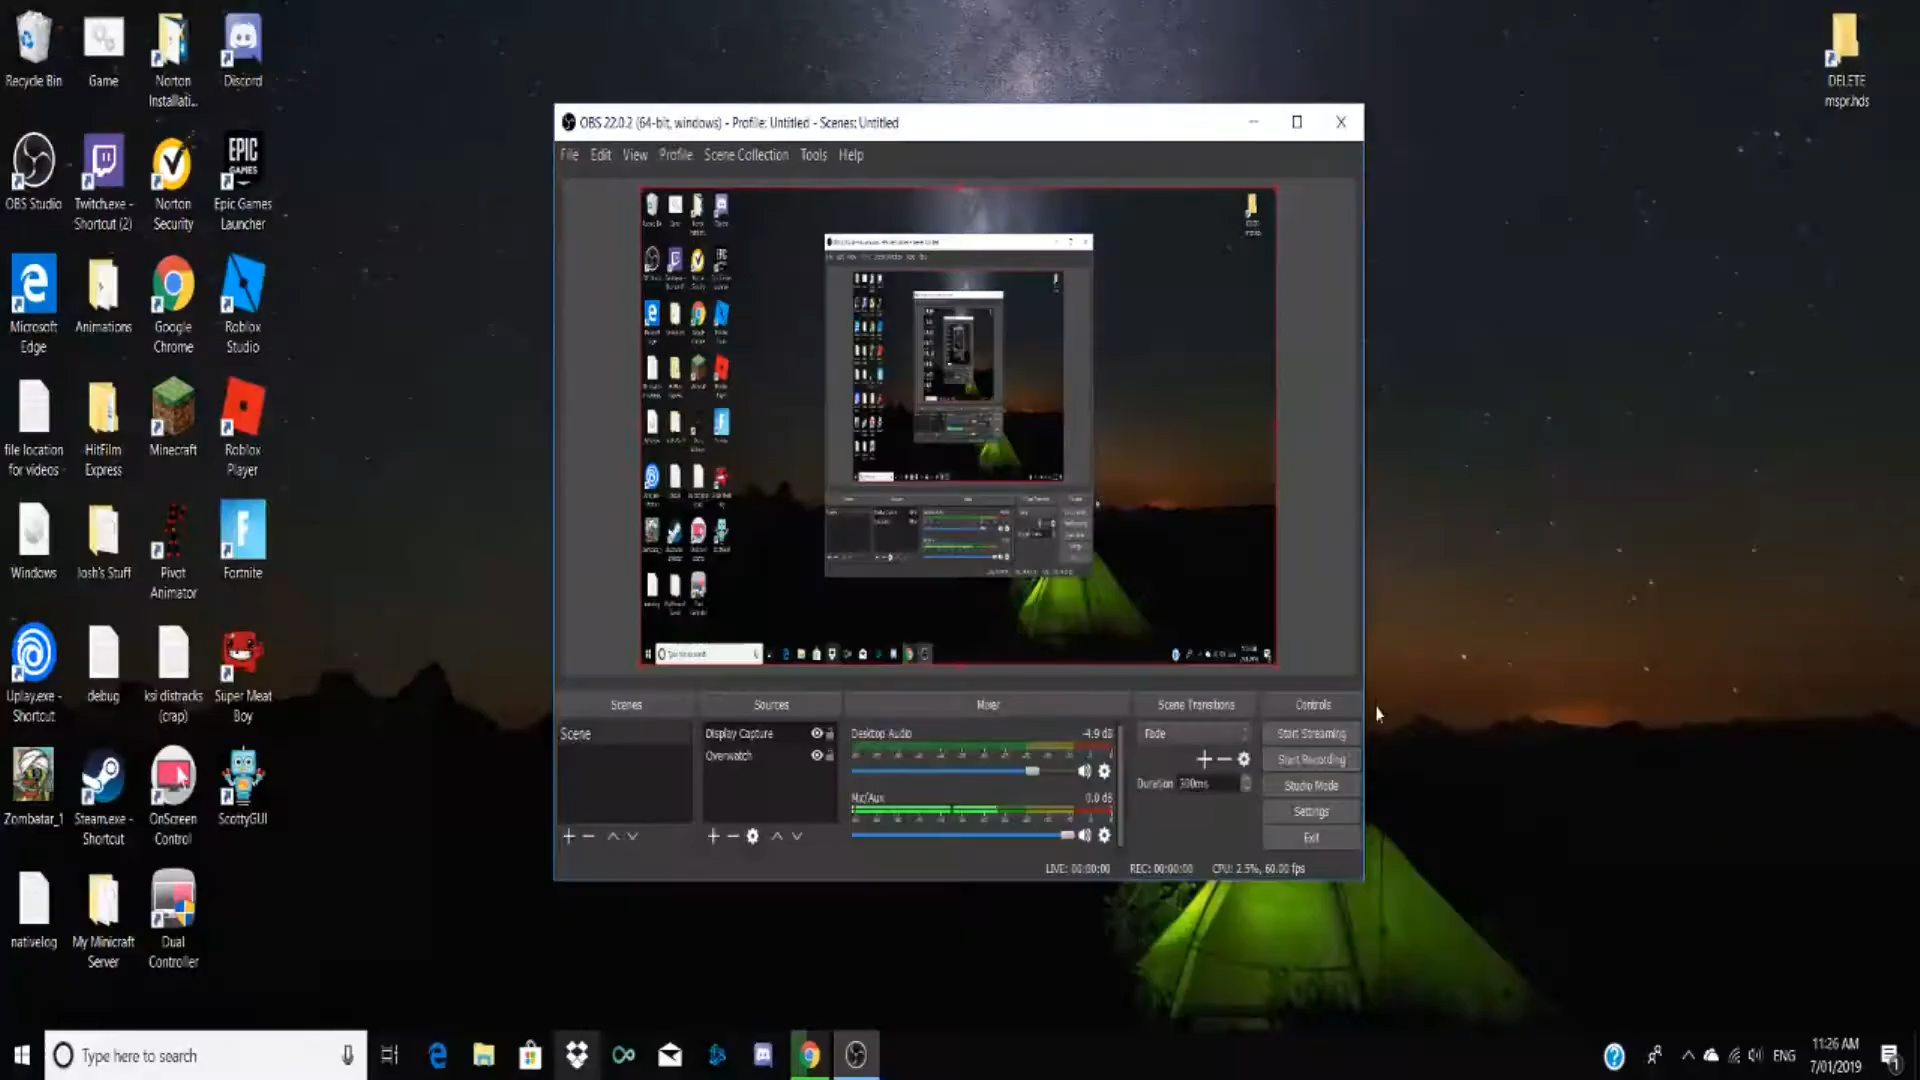 Recycle Bin
Game
Norton
Installati...
Discord
DELETE
mspr.hds
OBS 22.0.2 (64-bit, windows) - Profile: Untitled - Scenes: Untitled
File Edit View Profile Scene Collection Tools Help
OBS Studio
Twitch.exe -
Shortcut (2)
Norton
Security
EPIC
GAMES
Epic Games
Launcher
Microsoft
Edge
Animations
Google
Chrome
Roblox
Studio
file location
for videos
HitFilm
Express
Minecraft
Roblox
Player
Windows
Josh's Stuff
Pivot
Animator
Fortnite
Uplay.exe -
Shortcut
debug
ksi distracks
(crap)
Super Meat
Boy
Zombatar_1
Steam.exe -
Shortcut
OnScreen
Control
ScottyGUI
nativelog
My Minicraft
Server
Dual
Controller
Scenes
Sources
Mixer
Scene Transitions
Controls
Scene
Display Capture
Overwatch
Desktop Audio
-4.9 dB
Mic/Aux
0.0 dB
Fade
Duration 300ms
Start Streaming
Start Recording
Studio Mode
Settings
Exit
LIVE: 00:00:00
REC: 00:00:00
CPU: 2.5%, 60.00 fps
Type here to search
ENG
11:26 AM
7/01/2019
1